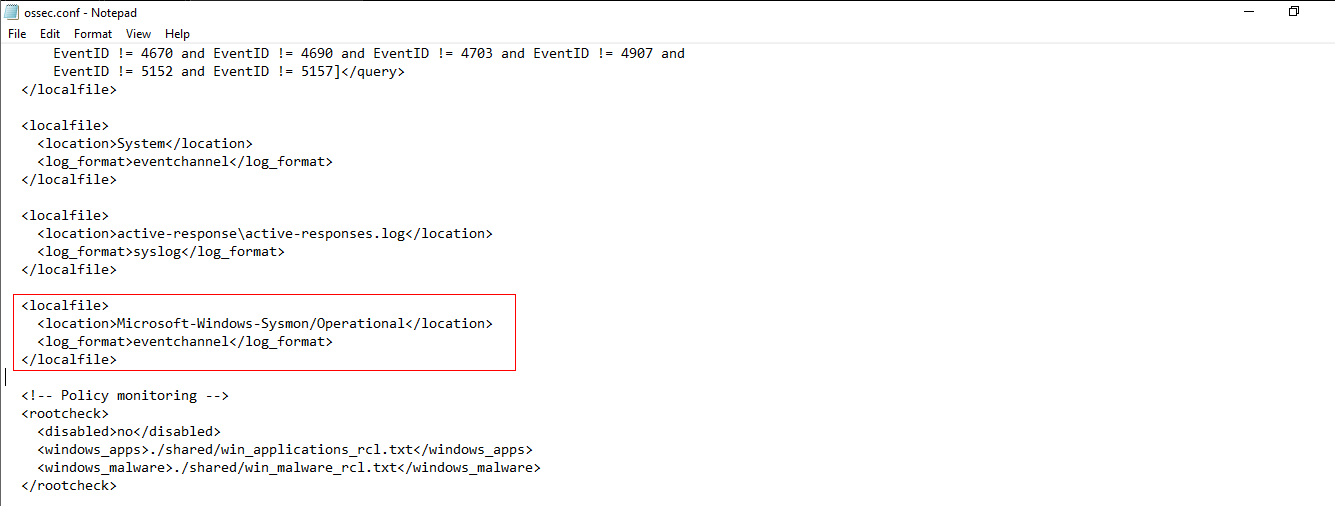 ossec.conf - Notepad
File Edit Format View Help
EventID != 4670 and EventID != 4690 and EventID != 4703 and EventID != 4907 and
EventID != 5152 and EventID != 5157]</query>
</localfile>
<localfile>
<location>System</location>
<log_format>eventchannel</log_format>
</localfile>
<localfile>
<location>active-response\active-responses.log</location>
<log_format>syslog</log_format>
</localfile>
<localfile>
<location>Microsoft-Windows-Sysmon/Operational</location>
<log_format>eventchannel</log_format>
</localfile>
<!-- Policy monitoring -->
<rootcheck>
<disabled>no</disabled>
<windows_apps>./shared/win_applications_rcl.txt</windows_apps>
<windows_malware>./shared/win_malware_rcl.txt</windows_malware>
</rootcheck>